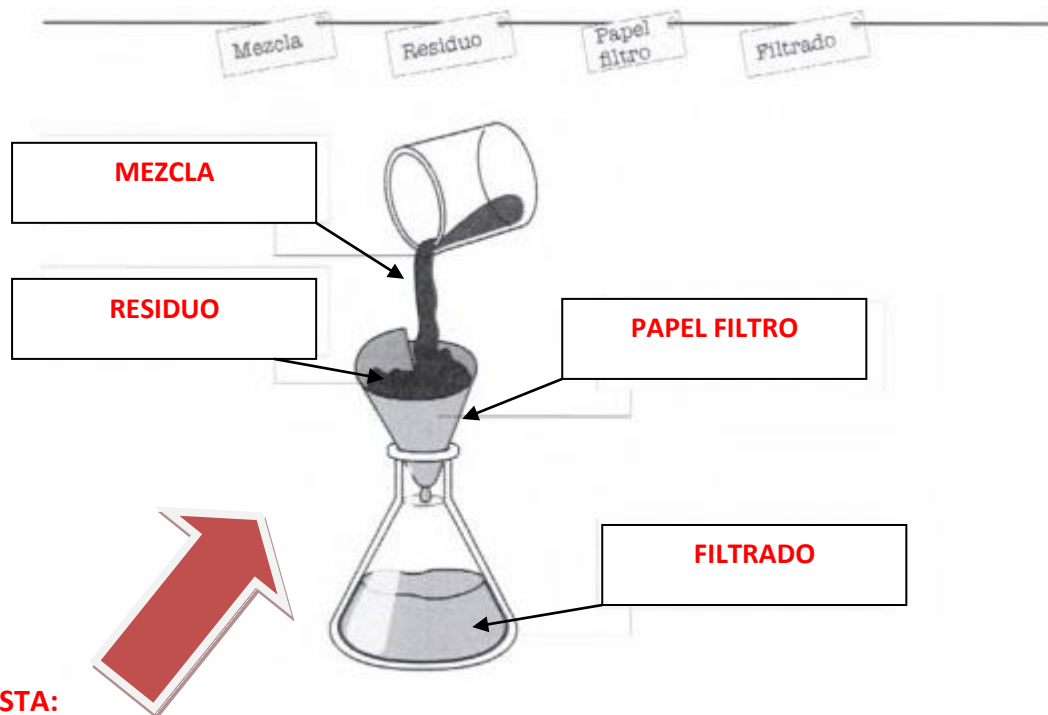 Mezcla
Residuo
Papel
filtro
Filtrado
MEZCLA
RESIDUO
PAPEL FILTRO
FILTRADO
STA: